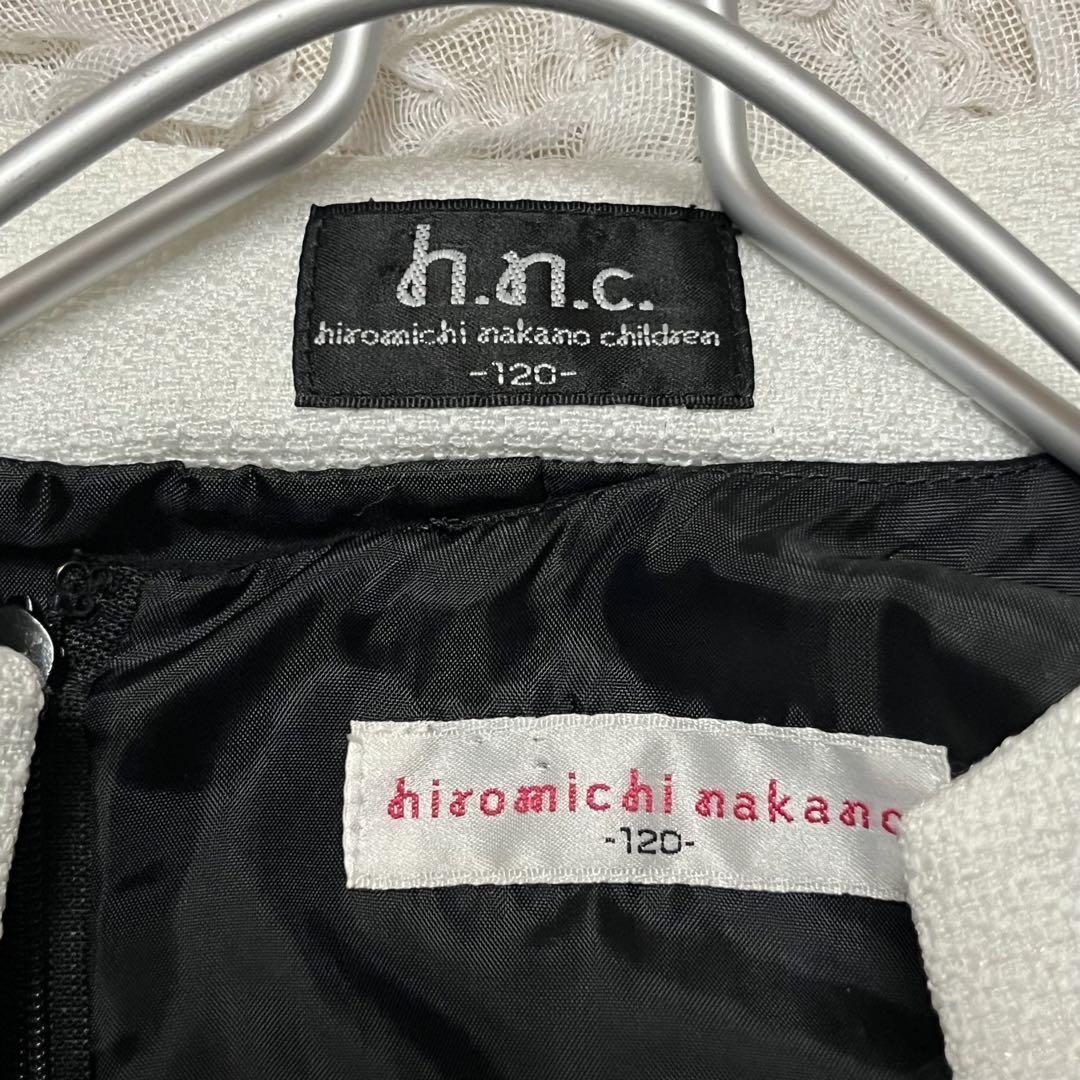 h.n.c.
hiromichi nakano children
-120-
hiromichi nakano
-120-